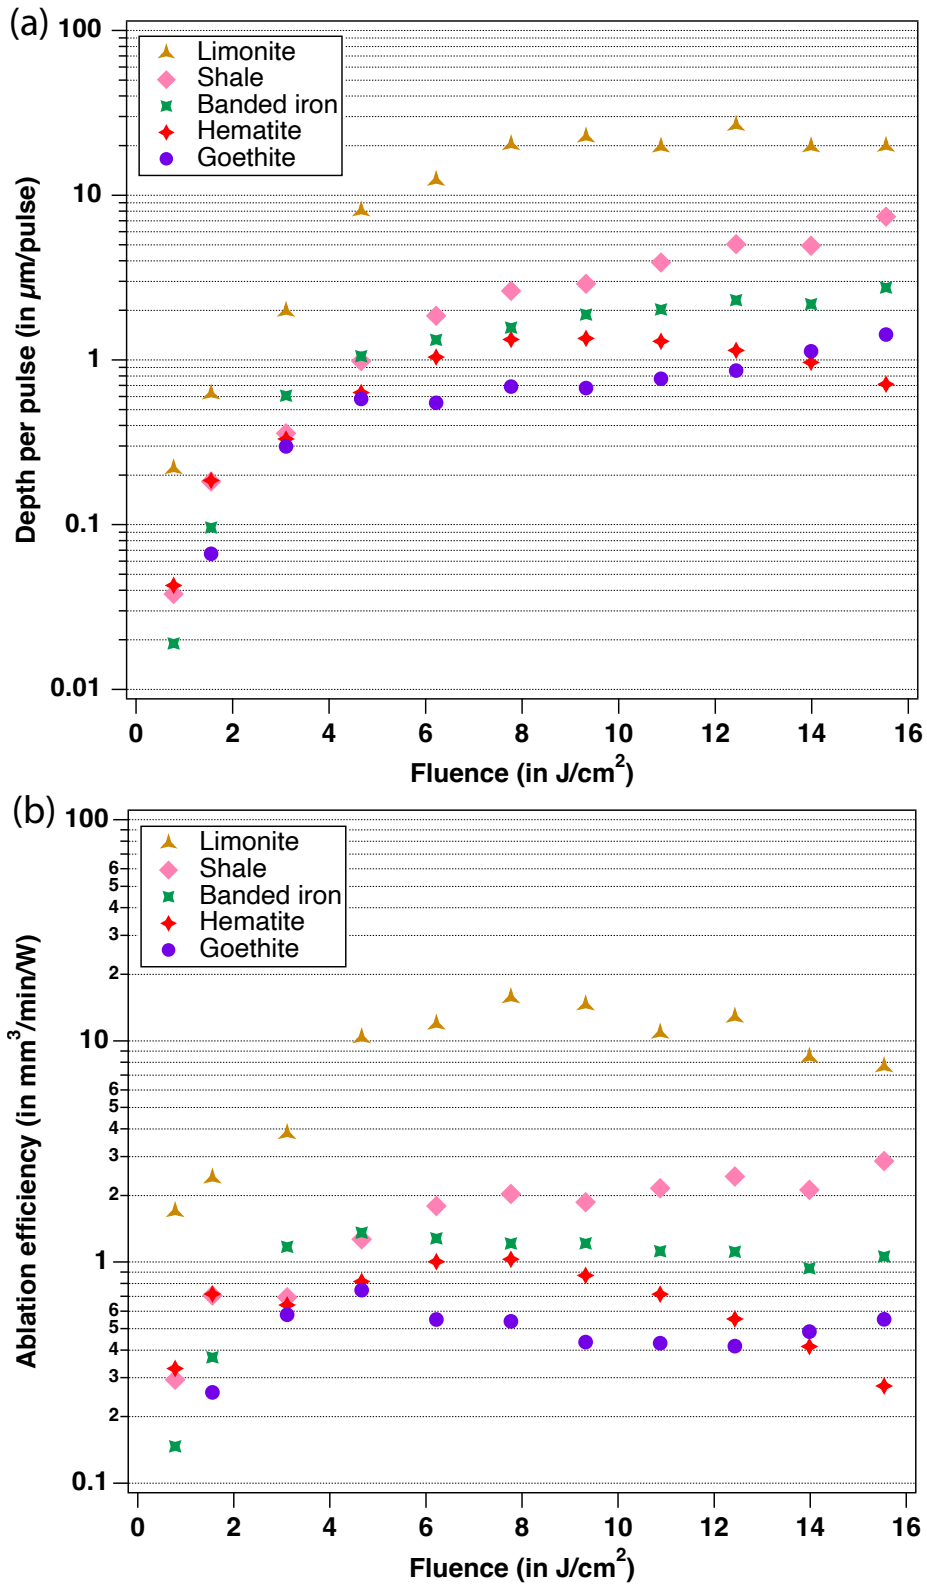 (a)
100
10
1
0.1
0.01
Depth per pulse (in µm/pulse)
Limonite
Shale
Banded iron
Hematite
Goethite
0 2 4 6 8 10 12 14 16
Fluence (in J/cm²)
(b)
100
6
5
4
3
2
10
6
5
4
3
2
1
6
5
4
3
2
0.1
Ablation efficiency (in mm³/min/W)
Limonite
Shale
Banded iron
Hematite
Goethite
0 2 4 6 8 10 12 14 16
Fluence (in J/cm²)